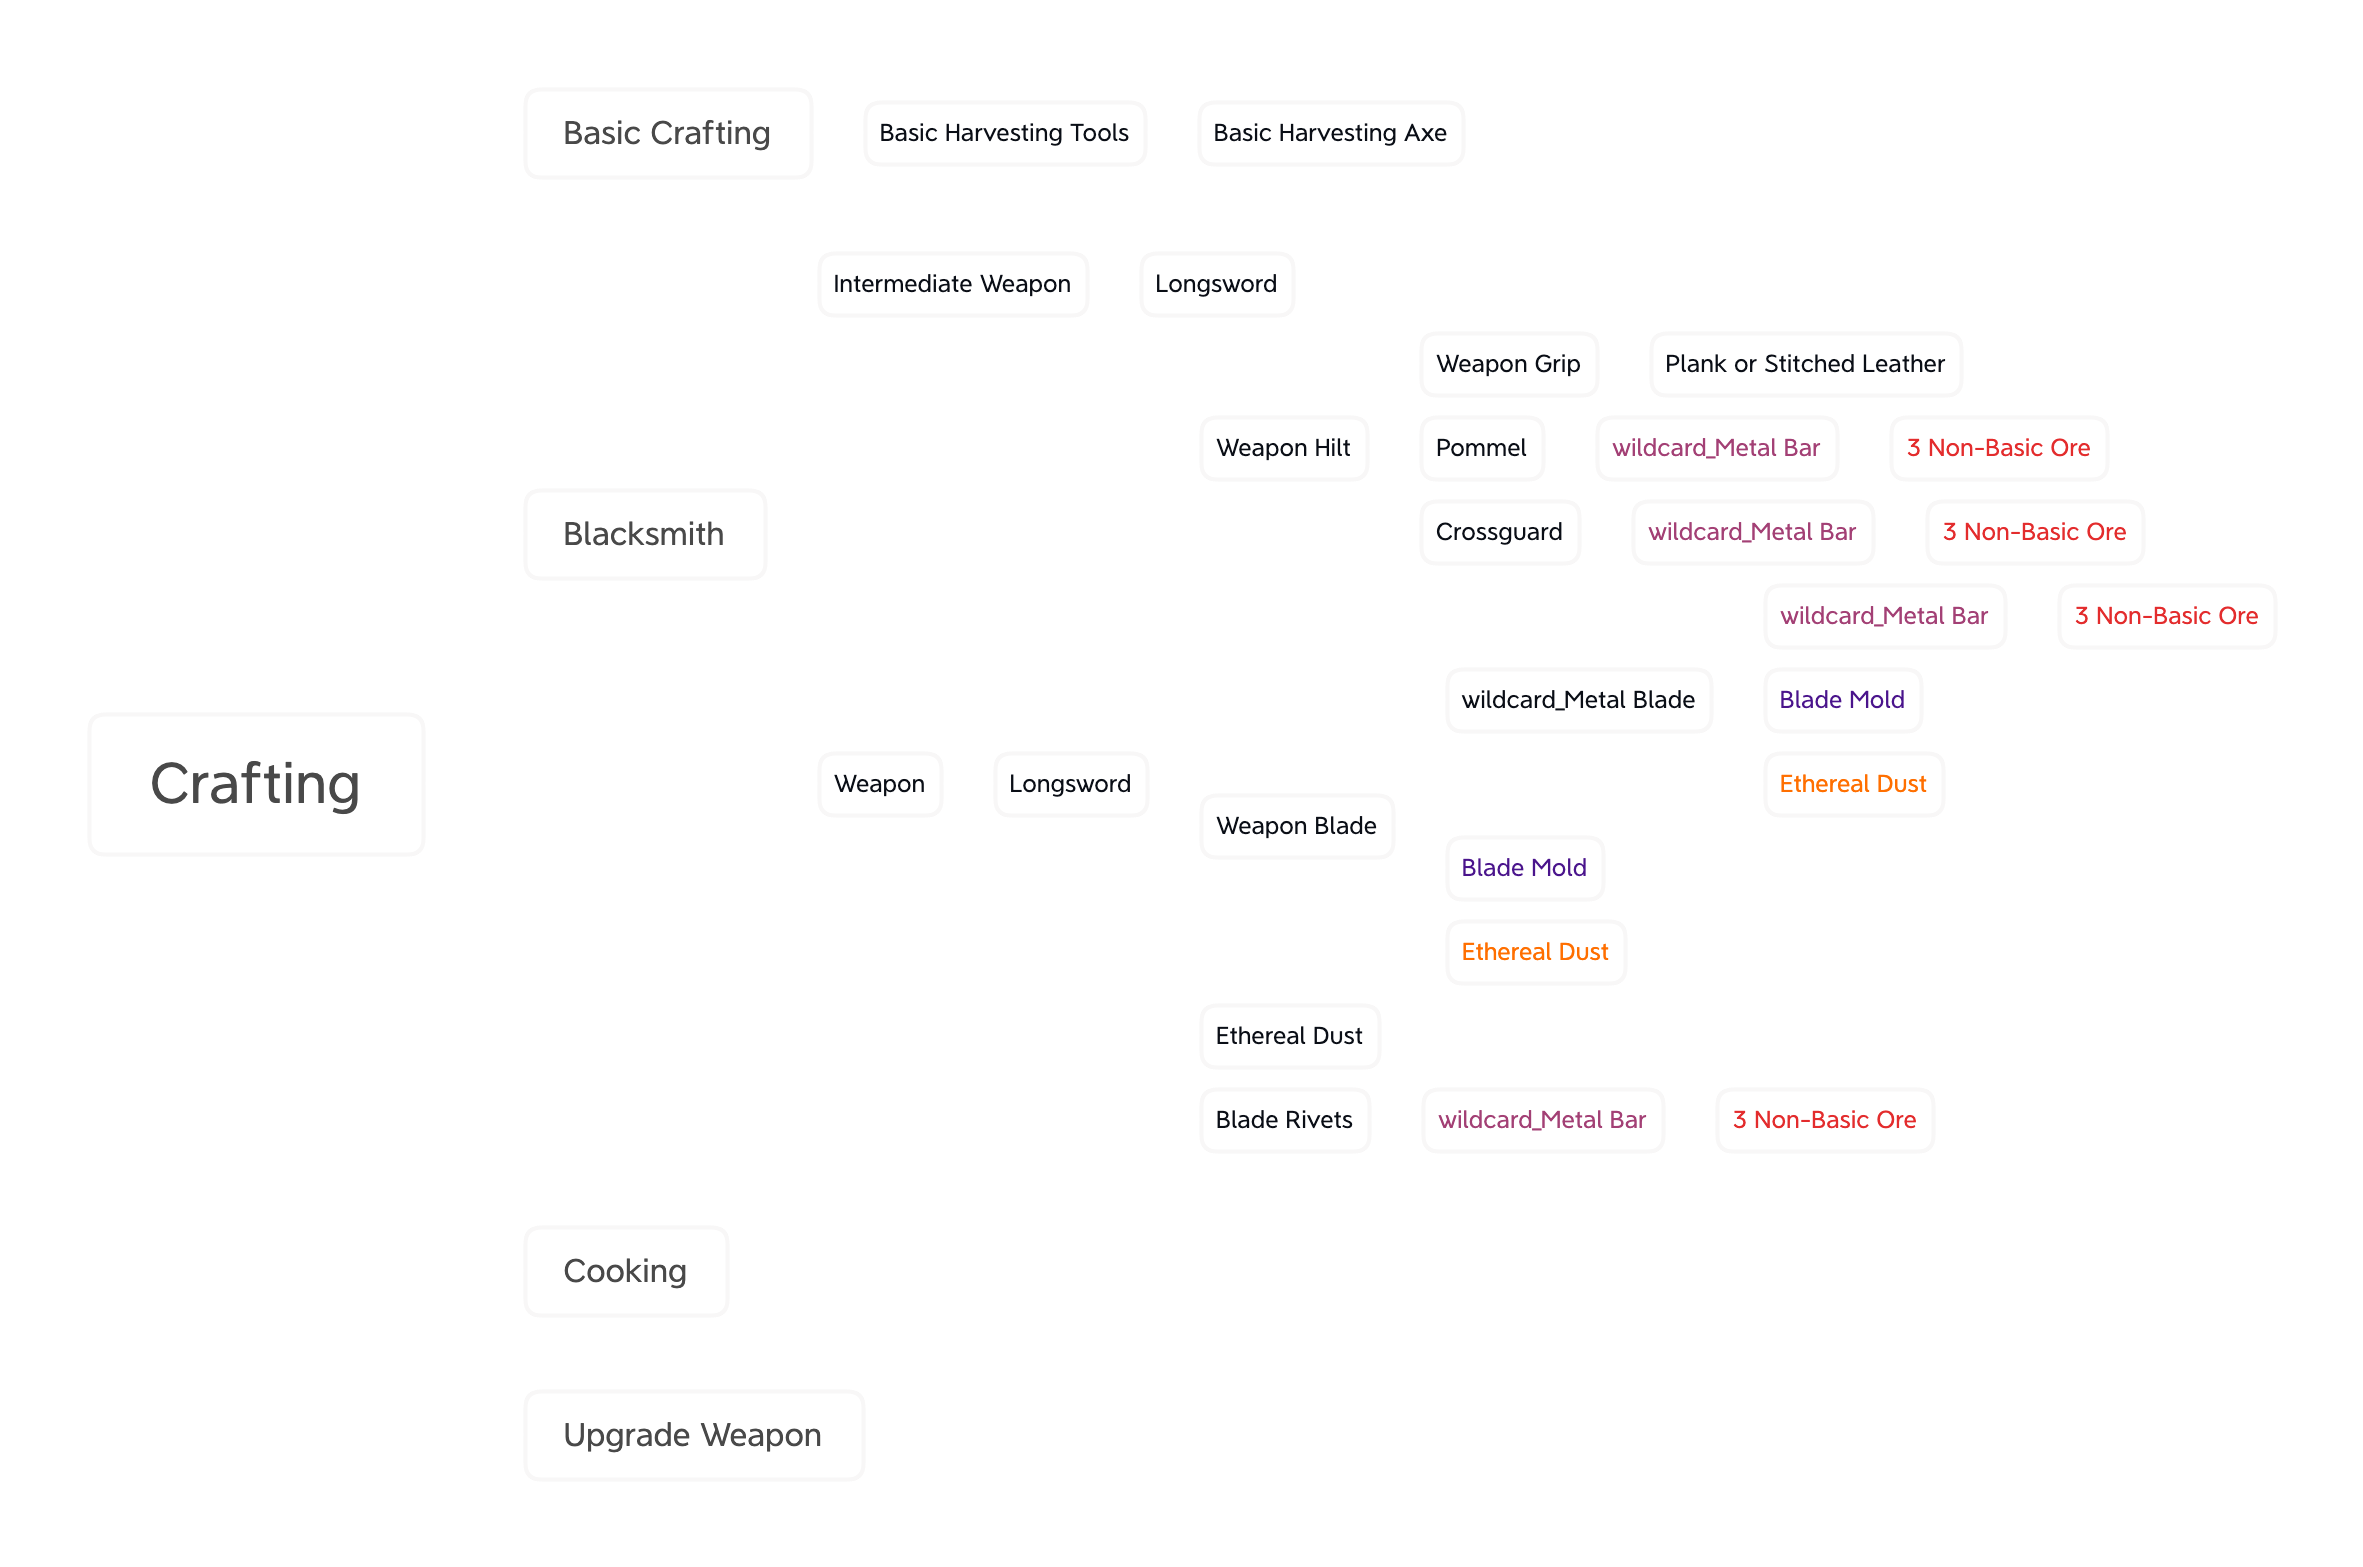 Basic Crafting
Basic Harvesting Tools
Basic Harvesting Axe
Intermediate Weapon
Longsword
Weapon Grip
Plank or Stitched Leather
Weapon Hilt
Pommel
wildcard_Metal Bar
3 Non-Basic Ore
Blacksmith
Crossguard
wildcard_Metal Bar
3 Non-Basic Ore
wildcard_Metal Bar
3 Non-Basic Ore
wildcard_Metal Blade
Blade Mold
Crafting
Weapon
Longsword
Ethereal Dust
Weapon Blade
Blade Mold
Ethereal Dust
Ethereal Dust
Blade Rivets
wildcard_Metal Bar
3 Non-Basic Ore
Cooking
Upgrade Weapon